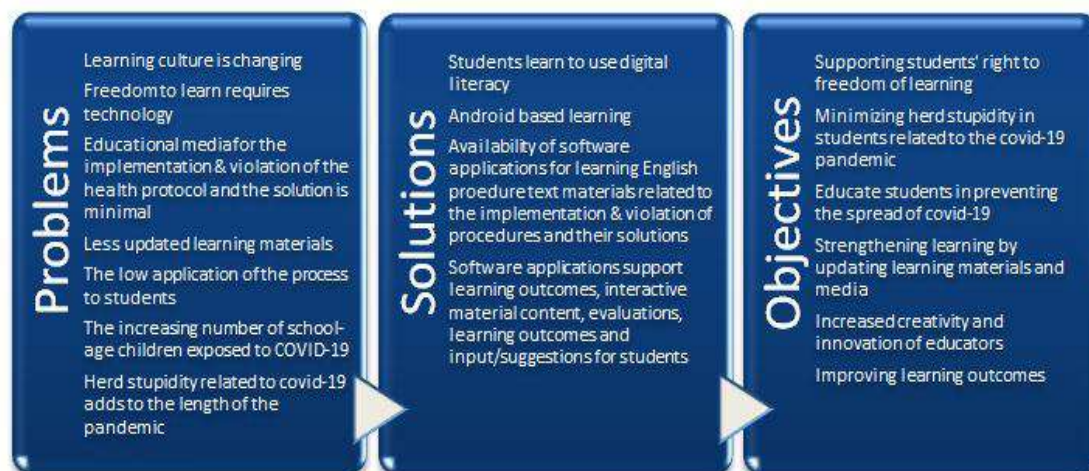 Problems
Learning culture is changing
Freedom to learn requires
technology
Educational media for the
implementation & violation of the
health protocol and the solution is
minimal
Less updated learning materials
The low application of the process
to students
The increasing number of school-
age children exposed to COVID-19
Herd stupidity related to covid-19
adds to the length of the
pandemic
Solutions
Students learn to use digital
literacy
Android based learning
Availability of software
applications for learning English
proedure text materials related to
the implementation & violation of
procedures and their solutions
Software applications support
learning outcomes, interactive
material content, evaluations,
learning outcomes and
input/suggestions for students
Objectives
Supporting students' right to
freedom of learning
Minimizing herd stupidity in
students related to the covid-19
pandemic
Educate students in preventing
the spread of covid-19
Strengthening learning by
updating learning materials and
media
Increased creativity and
innovation of educators
Improving learning outcomes